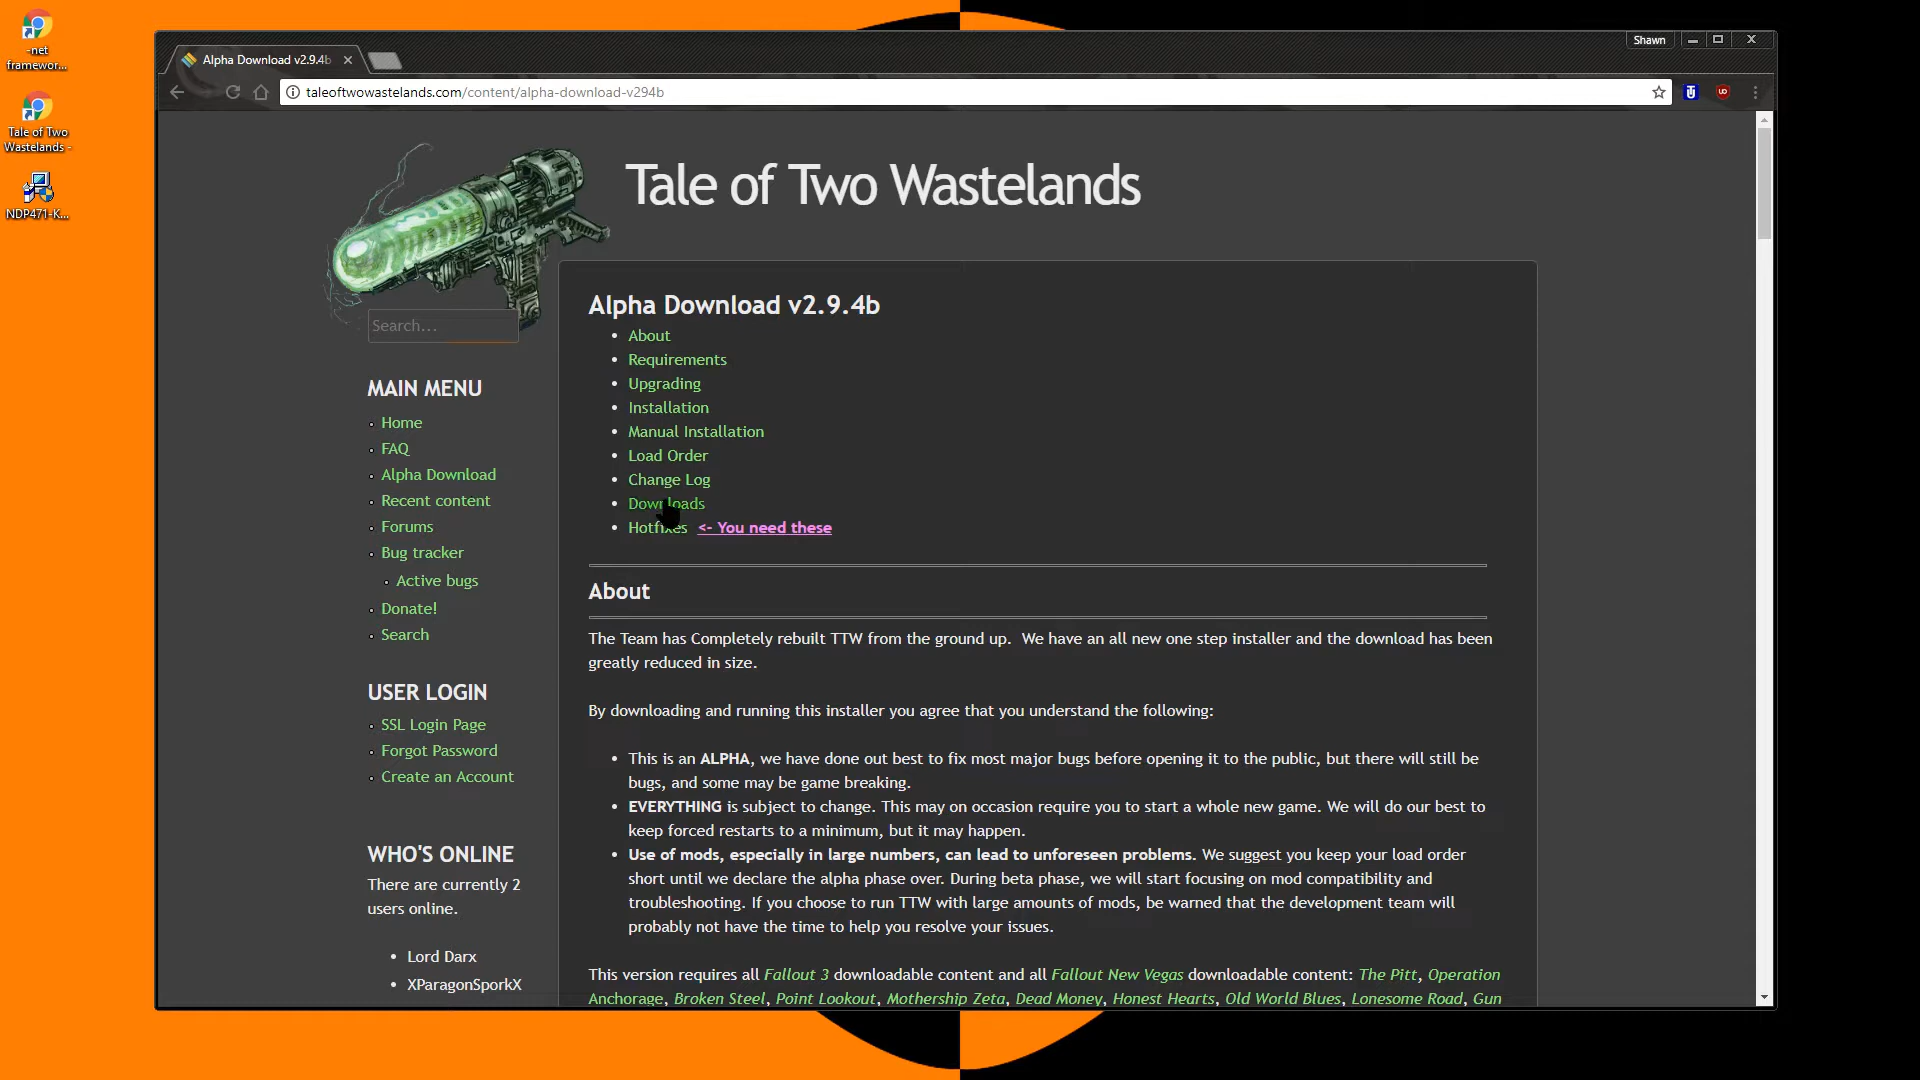 -net
framewor...
Tale of Two
Wastelands -
NDP471-K...
Shawn
Alpha Download v2.9.4b
taleoftwowastelands.com/content/alpha-download-v294b
Tale of Two Wastelands
Search...
MAIN MENU
Home
FAQ
Alpha Download
Recent content
Forums
Bug tracker
Active bugs
Donate!
Search
USER LOGIN
SSL Login Page
Forgot Password
Create an Account
WHO'S ONLINE
There are currently 2
users online.
Lord Darx
XParagonSporkX
Alpha Download v2.9.4b
About
Requirements
Upgrading
Installation
Manual Installation
Load Order
Change Log
Downloads
Hotfixes <- You need these
About
The Team has Completely rebuilt TTW from the ground up. We have an all new one step installer and the download has been
greatly reduced in size.
By downloading and running this installer you agree that you understand the following:
This is an ALPHA, we have done out best to fix most major bugs before opening it to the public, but there will still be
bugs, and some may be game breaking.
EVERYTHING is subject to change. This may on occasion require you to start a whole new game. We will do our best to
keep forced restarts to a minimum, but it may happen.
Use of mods, especially in large numbers, can lead to unforeseen problems. We suggest you keep your load order
short until we declare the alpha phase over. During beta phase, we will start focusing on mod compatibility and
troubleshooting. If you choose to run TTW with large amounts of mods, be warned that the development team will
probably not have the time to help you resolve your issues.
This version requires all Fallout 3 downloadable content and all Fallout New Vegas downloadable content: The Pitt, Operation
Anchorage, Broken Steel, Point Lookout, Mothership Zeta, Dead Money, Honest Hearts, Old World Blues, Lonesome Road, Gun